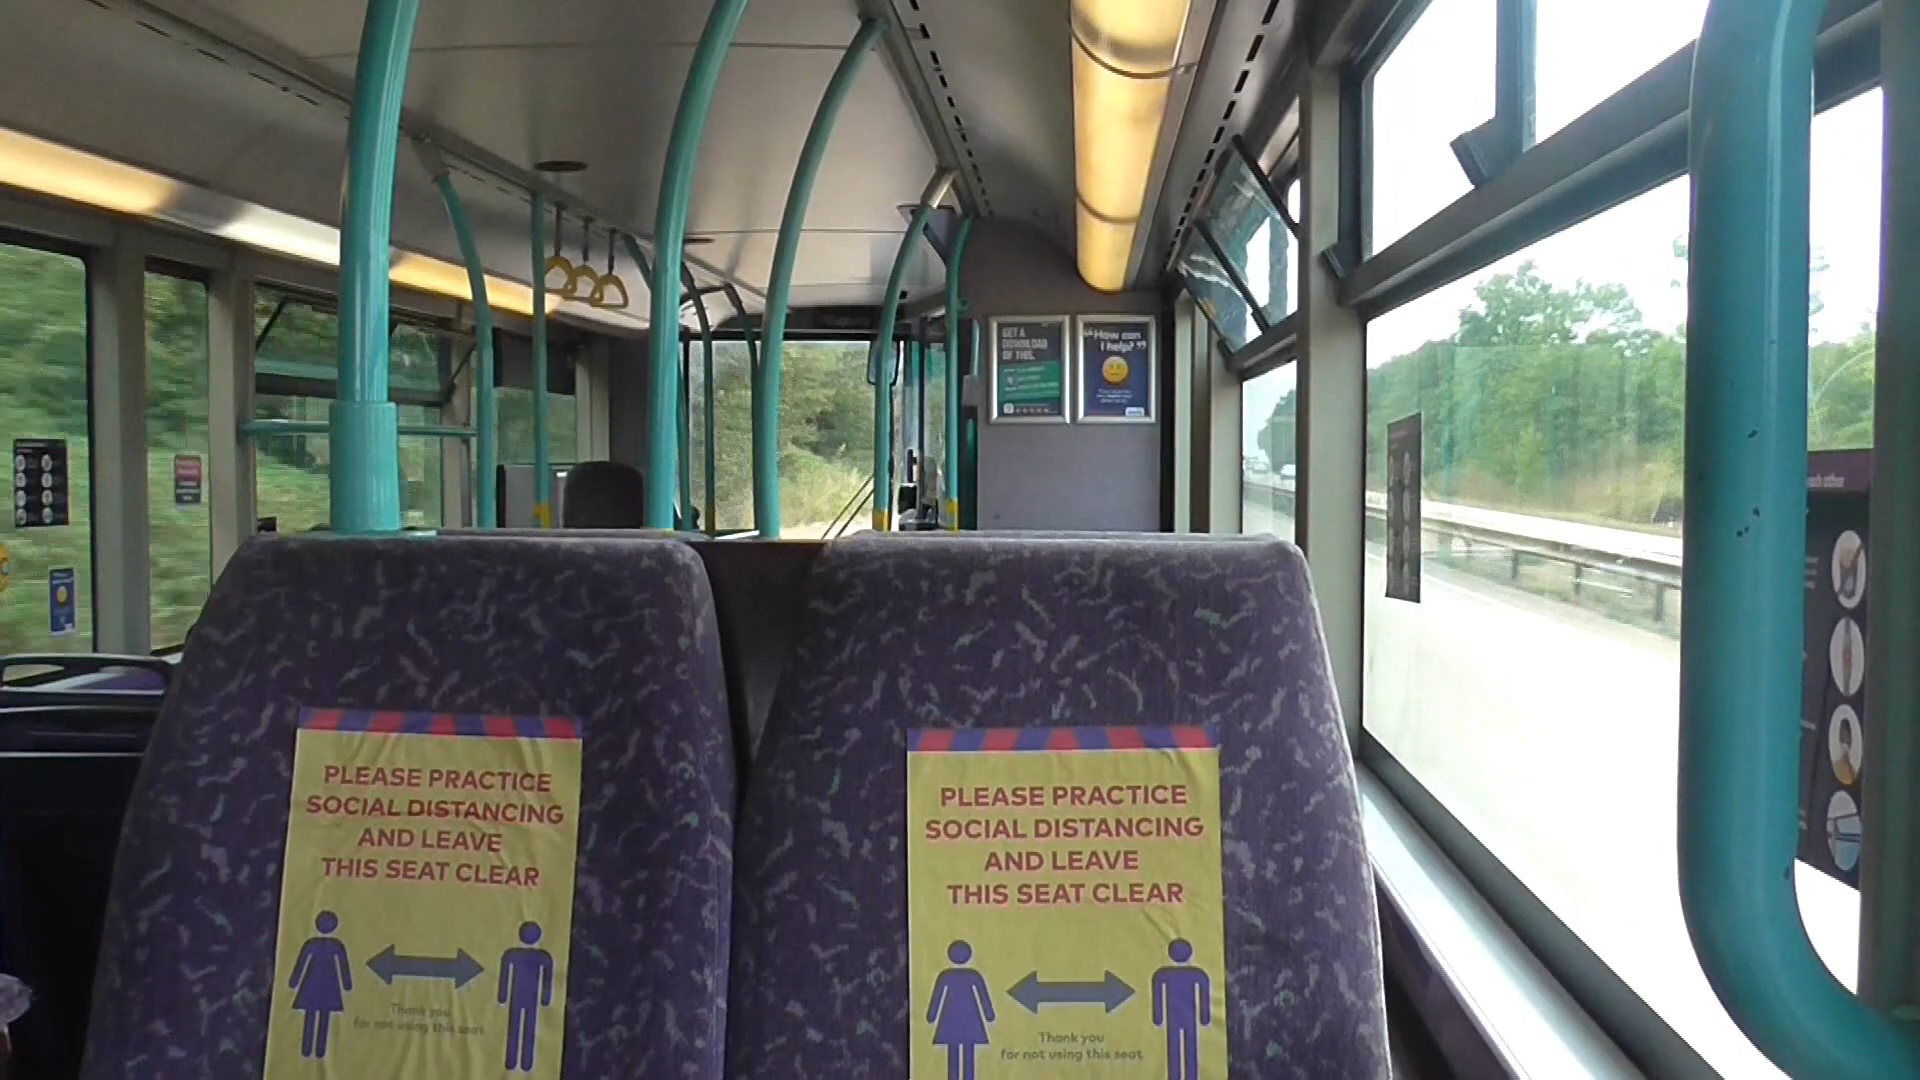 GET A
DOWNLOAD
OF THIS.
"How can
I help?"
each other
PLEASE PRACTICE
SOCIAL DISTANCING
AND LEAVE
THIS SEAT CLEAR
Thank you
for not using this seat
PLEASE PRACTICE
SOCIAL DISTANCING
AND LEAVE
THIS SEAT CLEAR
Thank you
for not using this seat